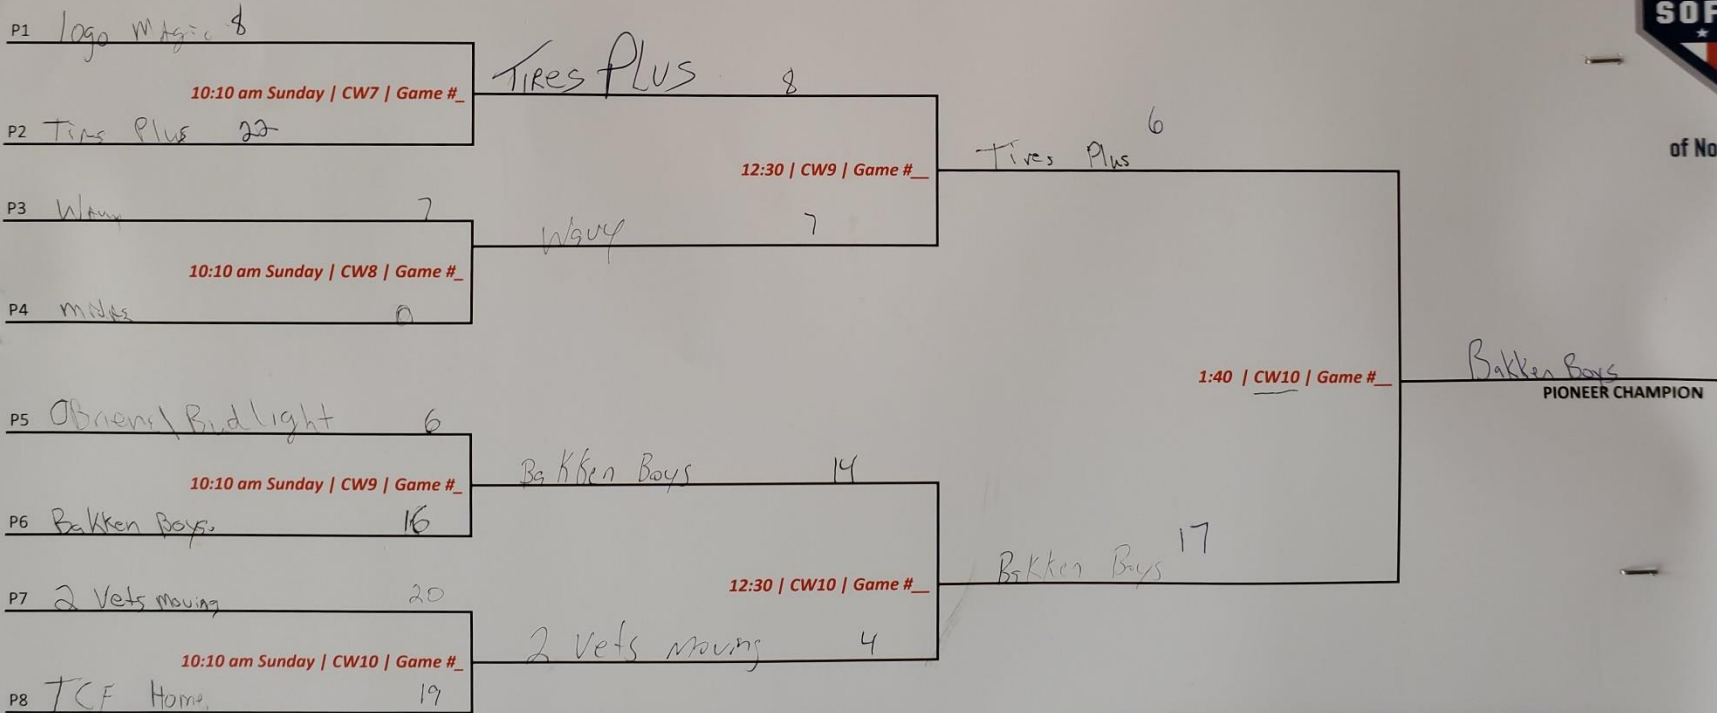 SOF
P1 logo Magic 8
Tires Plus 8
10:10 am Sunday | CW7 | Game #_
P2 Tires Plus 22
6
Tires Plus
of No
12:30 | CW9 | Game #__
P3 Wavy 7
Wavy 7
10:10 am Sunday | CW8 | Game #_
P4 0
Bakken Boys
1:40 | CW10 | Game #__
PIONEER CHAMPION
P5 OBriens\ Budlight 6
Bakken Boys 14
10:10 am Sunday | CW9 | Game #_
P6 Bakken Boys. 16
17
Bakken Boys
12:30 | CW10 | Game #__
P7 2 Vets Moving 20
2 Vets Moving 4
10:10 am Sunday | CW10 | Game #_
P8 TCF Home 19